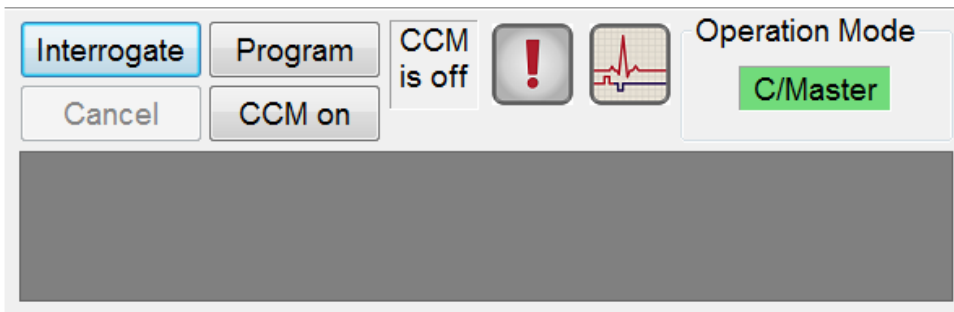 Interrogate
Program
CCM
is off
Operation Mode
C/Master
Cancel
CCM on